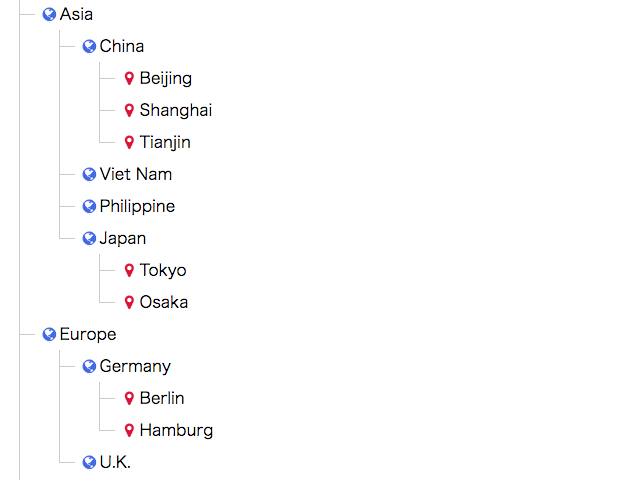 Asia
China
Beijing
Shanghai
Tianjin
Viet Nam
Philippine
Japan
Tokyo
Osaka
Europe
Germany
Berlin
Hamburg
U.K.